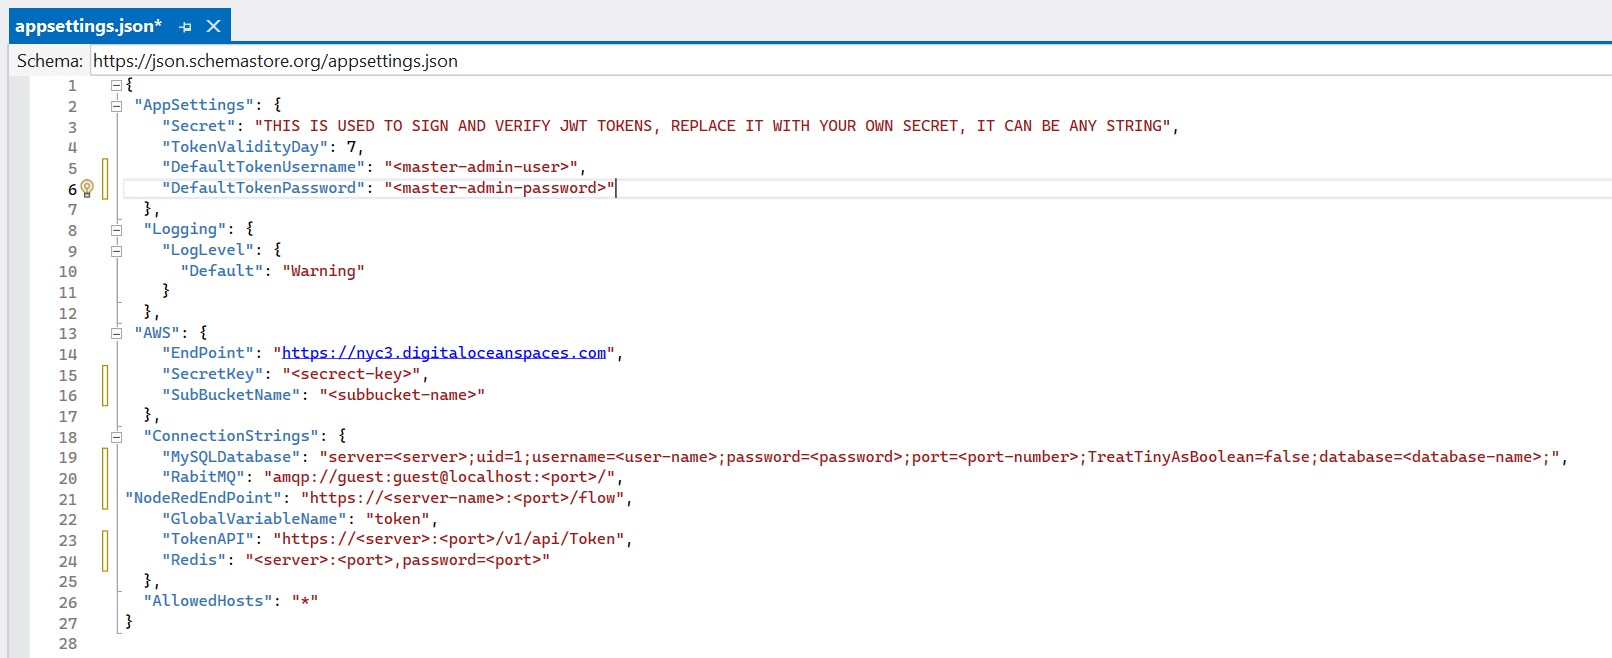 appsettings.json*
Schema: https://json.schemastore.org/appsettings.json
1 {
2 "AppSettings": {
3 "Secret": "THIS IS USED TO SIGN AND VERIFY JWT TOKENS, REPLACE IT WITH YOUR OWN SECRET, IT CAN BE ANY STRING",
4 "TokenValidityDay": 7,
5 "DefaultTokenUsername": "<master-admin-user>",
6 "DefaultTokenPassword": "<master-admin-password>"
7 },
8 "Logging": {
9 "LogLevel": {
10 "Default": "Warning"
11 }
12 },
13 "AWS": {
14 "EndPoint": "https://nyc3.digitaloceanspaces.com",
15 "SecretKey": "<secrect-key>",
16 "SubBucketName": "<subbucket-name>"
17 },
18 "ConnectionStrings": {
19 "MySQLDatabase": "server=<server>;uid=1;username=<user-name>;password=<password>;port=<port-number>;TreatTinyAsBoolean=false;database=<database-name>;",
20 "RabitMQ": "amqp://guest:guest@localhost:<port>/",
21 "NodeRedEndPoint": "https://<server-name>:<port>/flow",
22 "GlobalVariableName": "token",
23 "TokenAPI": "https://<server>:<port>/v1/api/Token",
24 "Redis": "<server>:<port>,password=<port>"
25 },
26 "AllowedHosts": "*"
27 }
28